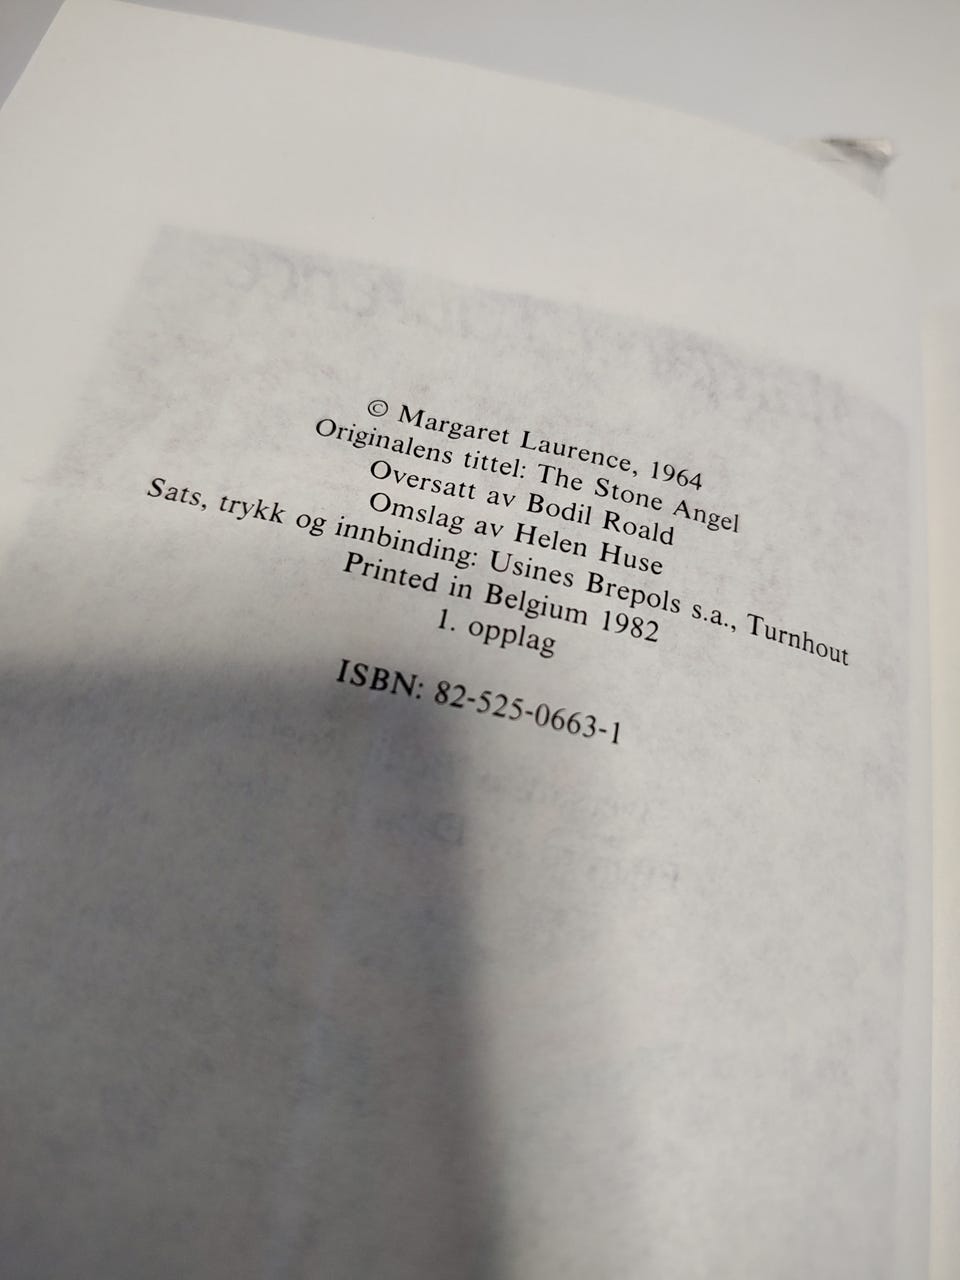 © Margaret Laurence, 1964
Originalens tittel: The Stone Angel
Oversatt av Bodil Roald
Omslag av Helen Huse
Sats, trykk og innbinding: Usines Brepols s.a., Turnhout
Printed in Belgium 1982
1. opplag
ISBN: 82-525-0663-1